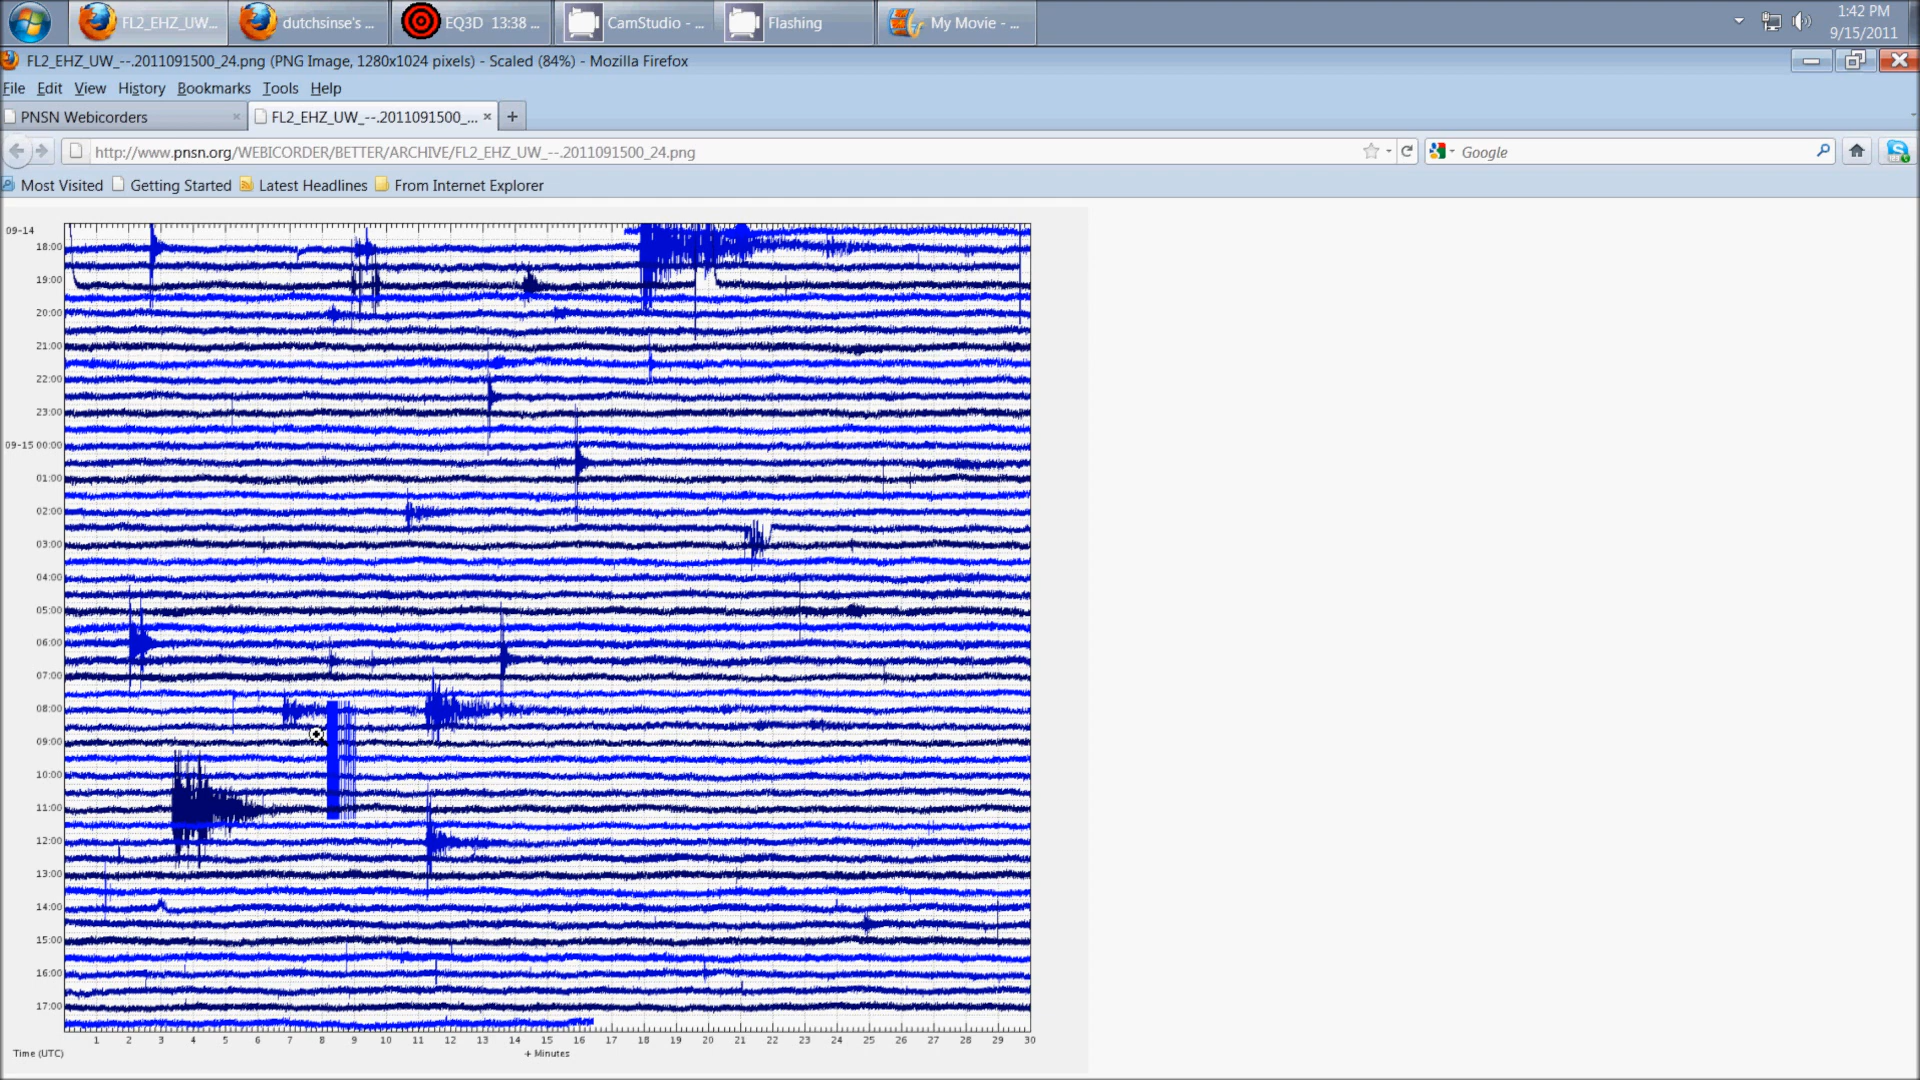 FL2_EHZ_UW...
dutchsinse's ...
EQ3D 13:38 ...
CamStudio - ...
Flashing
My Movie - ...
1:42 PM
9/15/2011
FL2_EHZ_UW_--.2011091500_24.png (PNG Image, 1280x1024 pixels) - Scaled (84%) - Mozilla Firefox
File Edit View History Bookmarks Tools Help
PNSN Webicorders
FL2_EHZ_UW_--.2011091500_...
http://www.pnsn.org/WEBICORDER/BETTER/ARCHIVE/FL2_EHZ_UW_--.2011091500_24.png
Google
Most Visited Getting Started Latest Headlines From Internet Explorer
09-14
18:00
19:00
20:00
21:00
22:00
23:00
09-15 00:00
01:00
02:00
03:00
04:00
05:00
06:00
07:00
08:00
09:00
10:00
11:00
12:00
13:00
14:00
15:00
16:00
17:00
1 2 3 4 5 6 7 8 9 10 11 12 13 14 15 16 17 18 19 20 21 22 23 24 25 26 27 28 29 30
Time (UTC)
+ Minutes